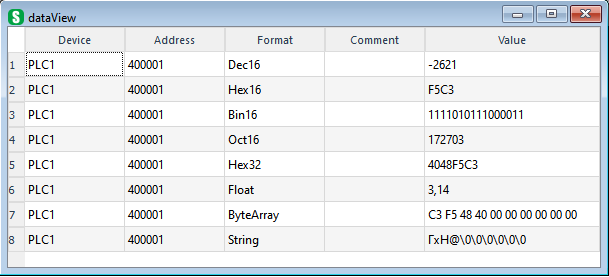 S dataView
Device Address Format Comment Value
1 PLC1 400001 Dec16 -2621
2 PLC1 400001 Hex16 F5C3
3 PLC1 400001 Bin16 1111010111000011
4 PLC1 400001 Oct16 172703
5 PLC1 400001 Hex32 4048F5C3
6 PLC1 400001 Float 3,14
7 PLC1 400001 ByteArray C3 F5 48 40 00 00 00 00 00 00
8 PLC1 400001 String ГхH@\0\0\0\0\0\0